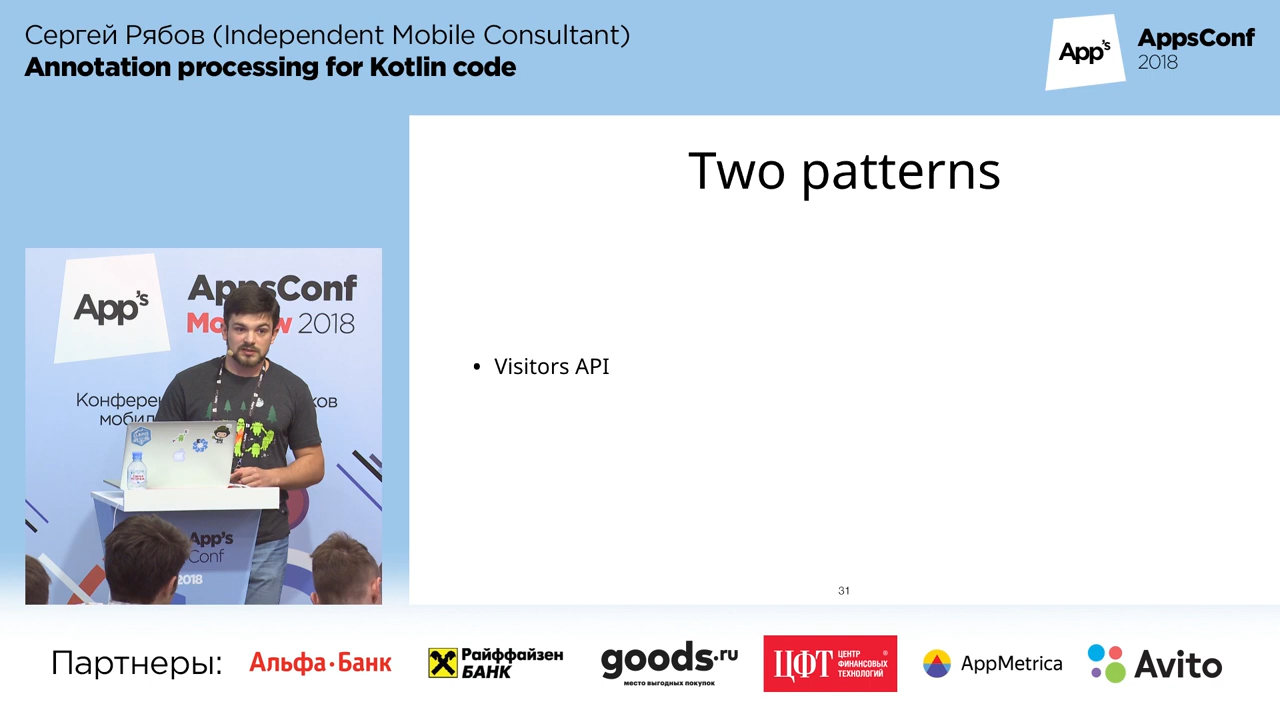 Сергей Рябов (Independent Mobile Consultant)
Annotation processing for Kotlin code
App's
AppsConf
2018
Two patterns
• Visitors API
31
App's
AppsConf
2018
App's
Conf
2018
Партнеры:
Альфа·Банк
Райффайзен
БАНК
goods.ru
место выгодных покупок
ЦФТ
ЦЕНТР
ФИНАНСОВЫХ
ТЕХНОЛОГИЙ
®
AppMetrica
Avito